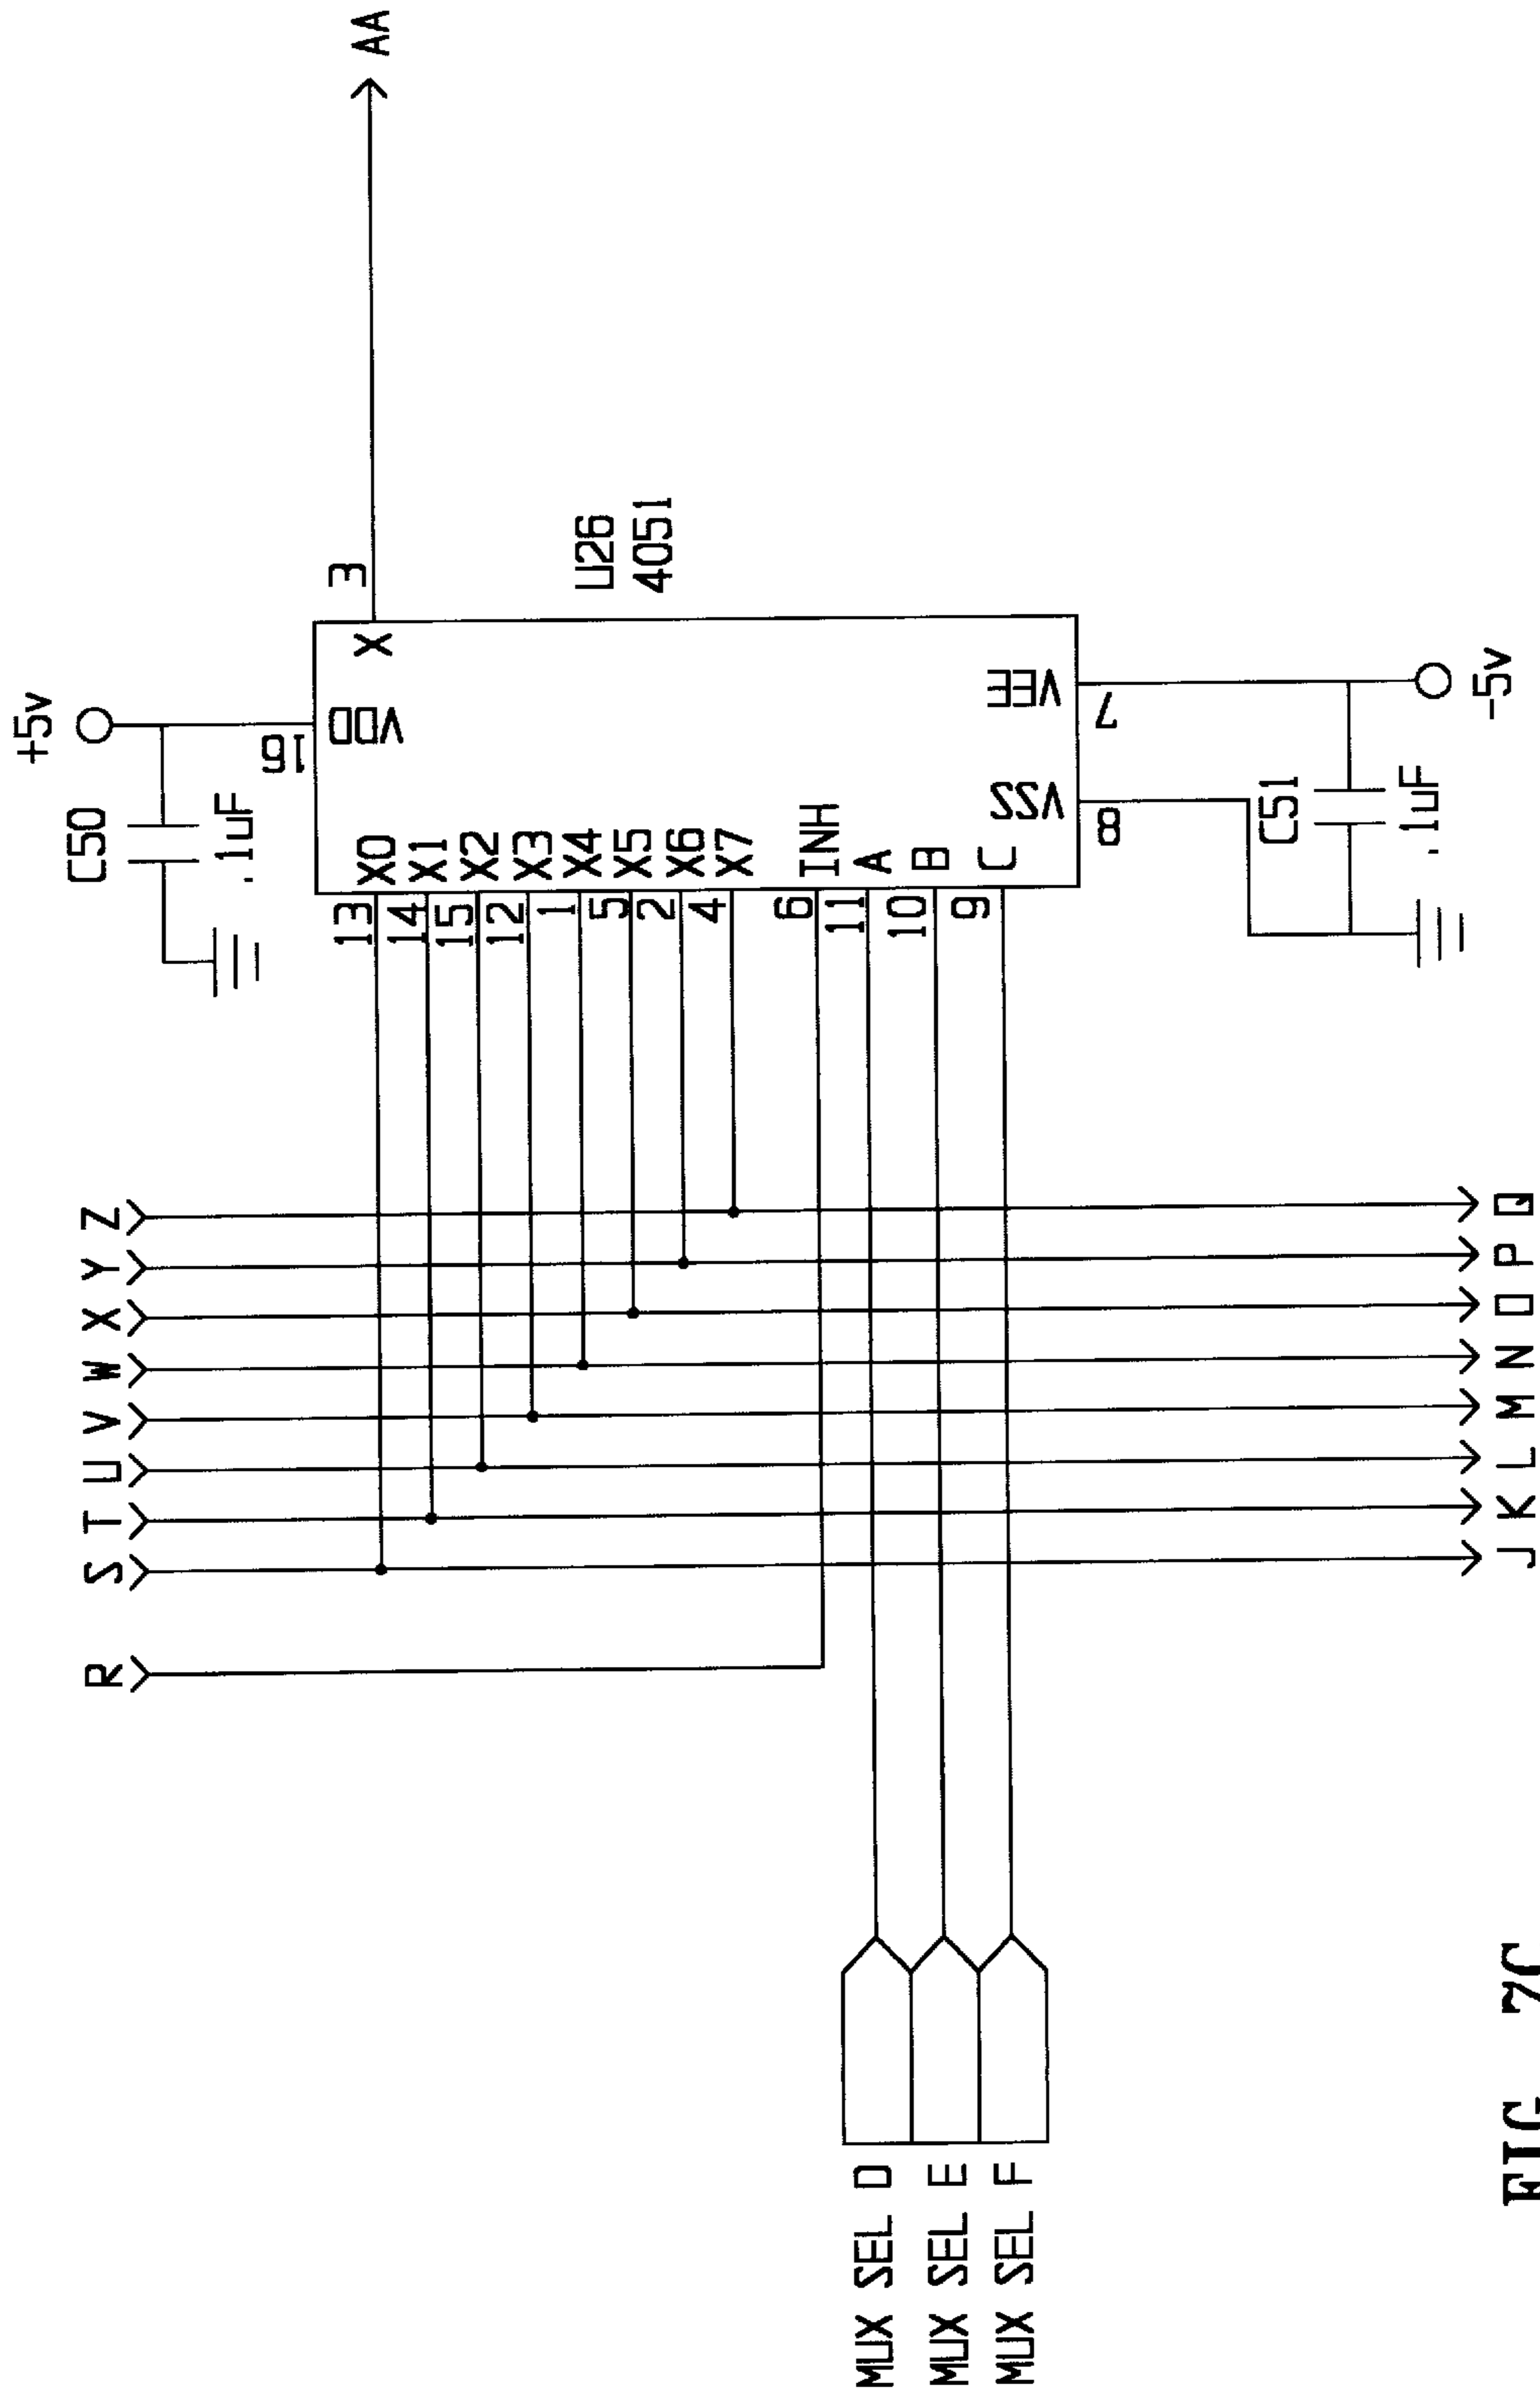 +5v
C50
.1uF
16
VDD
X
3
AA
U26
4051
13 X0
14 X1
15 X2
12 X3
1 X4
5 X5
2 X6
4 X7
6 INH
11 A
10 B
9 C
VSS
8
VEE
7
C51
.1uF
-5v
R S T U V W X Y Z
J K L M N O P Q
MUX SEL D
MUX SEL E
MUX SEL F
FIG. 7C